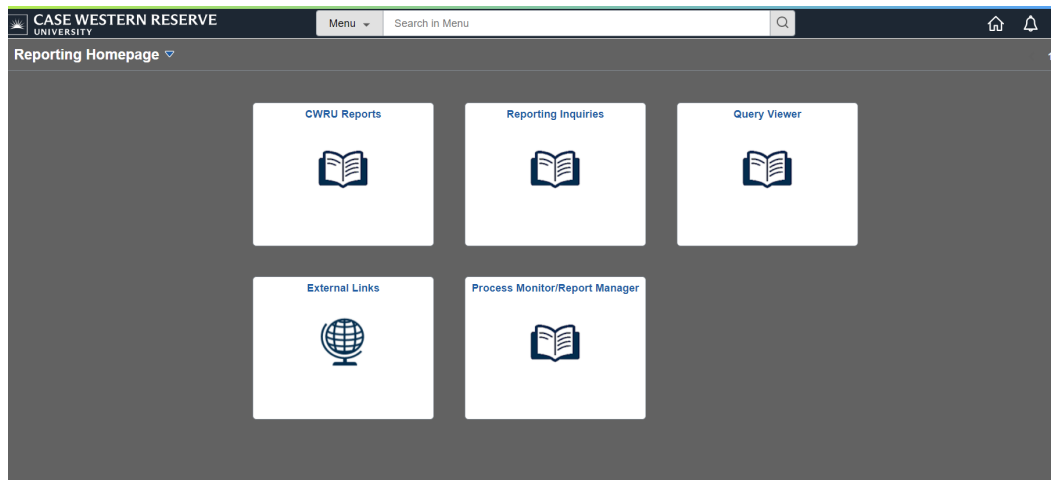 CASE WESTERN RESERVE
UNIVERSITY
Menu
Search in Menu
Reporting Homepage
CWRU Reports
Reporting Inquiries
Query Viewer
External Links
Process Monitor/Report Manager